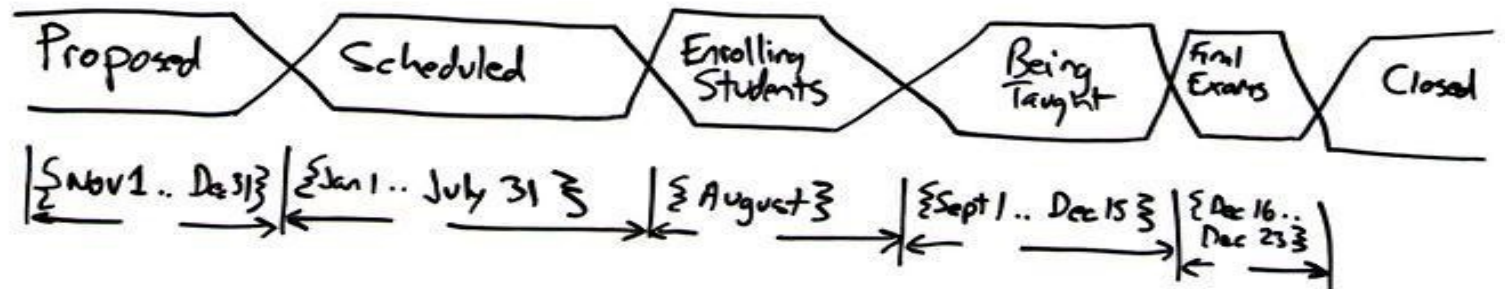 Proposed
Scheduled
Enrolling
Students
Being
Taught
Final
Exams
Closed
{Nov 1 .. Dec 31}
{Jan 1 .. July 31}
{August}
{Sept 1 .. Dec 15}
{Dec 16 ..
Dec 23}